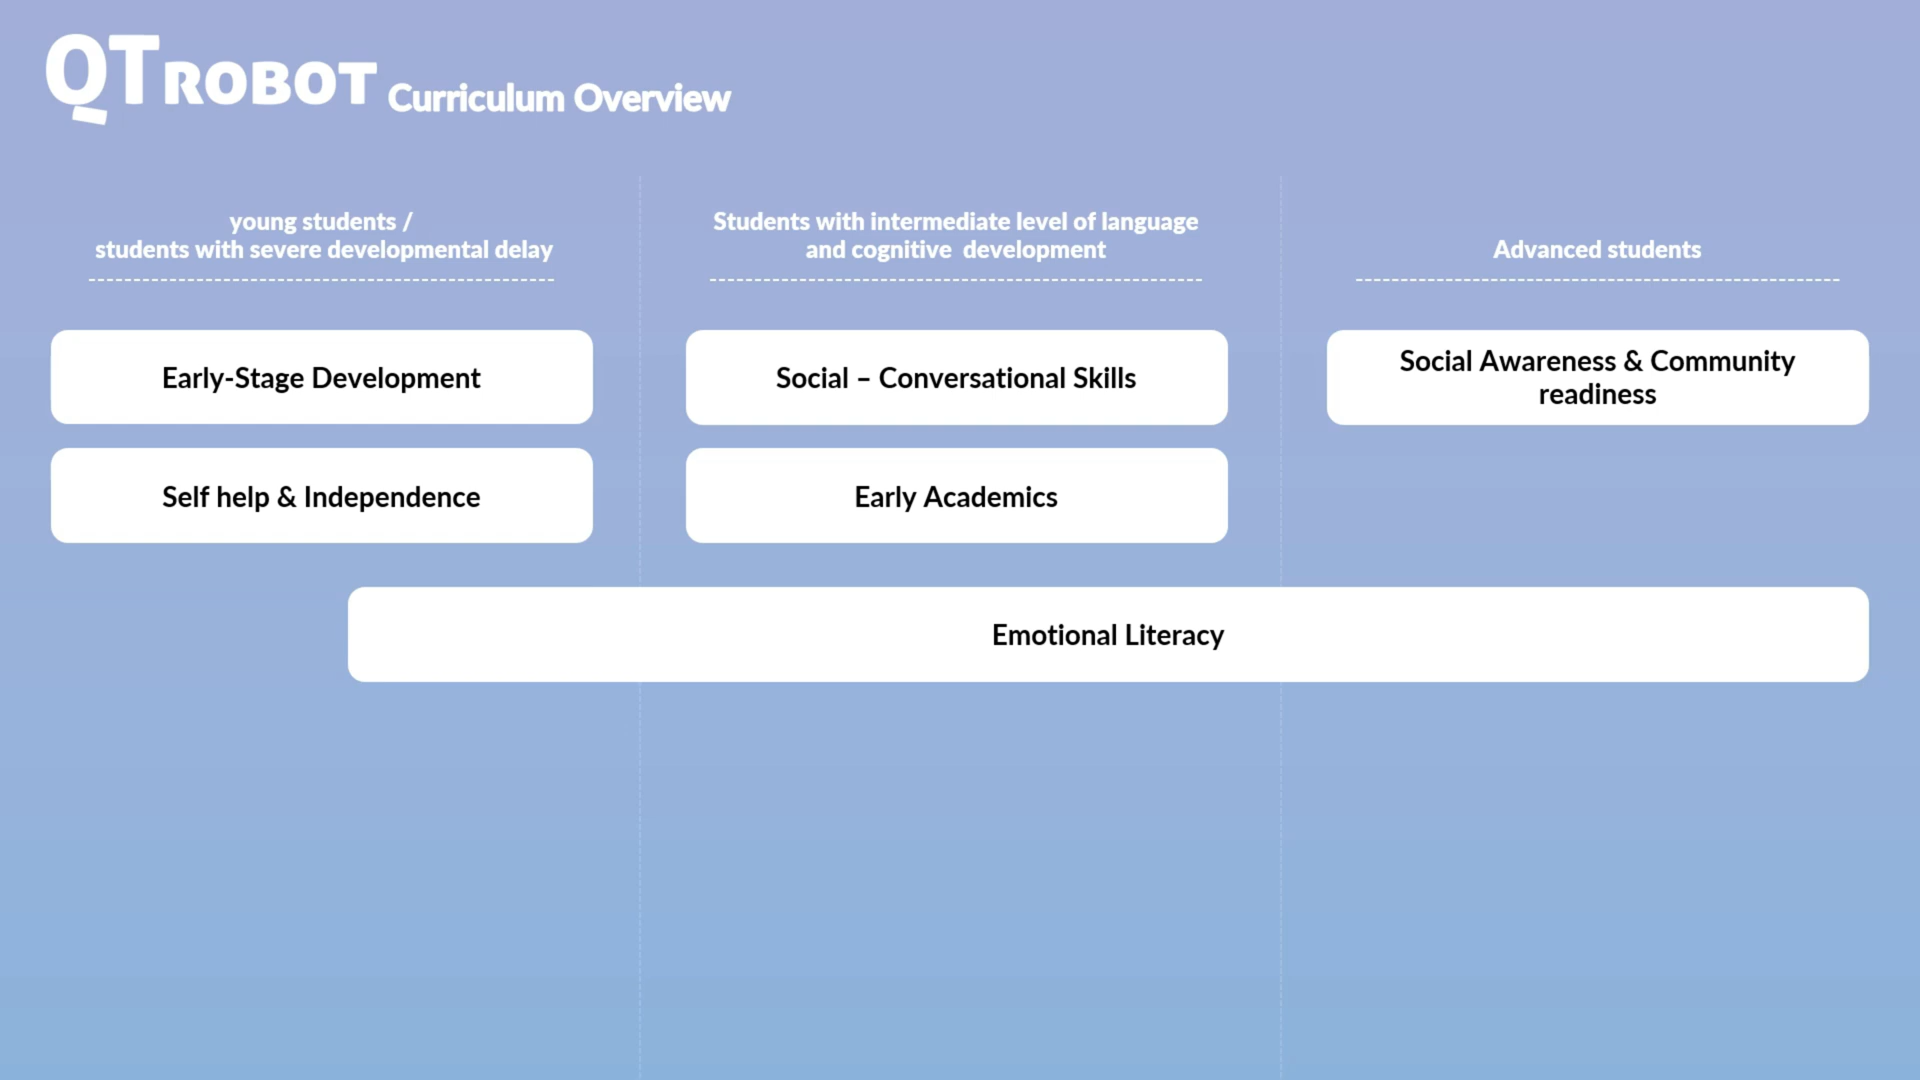 QTROBOT Curriculum Overview
young students /
students with severe developmental delay
Students with intermediate level of language
and cognitive development
Advanced students
Early-Stage Development
Social – Conversational Skills
Social Awareness & Community
readiness
Self help & Independence
Early Academics
Emotional Literacy